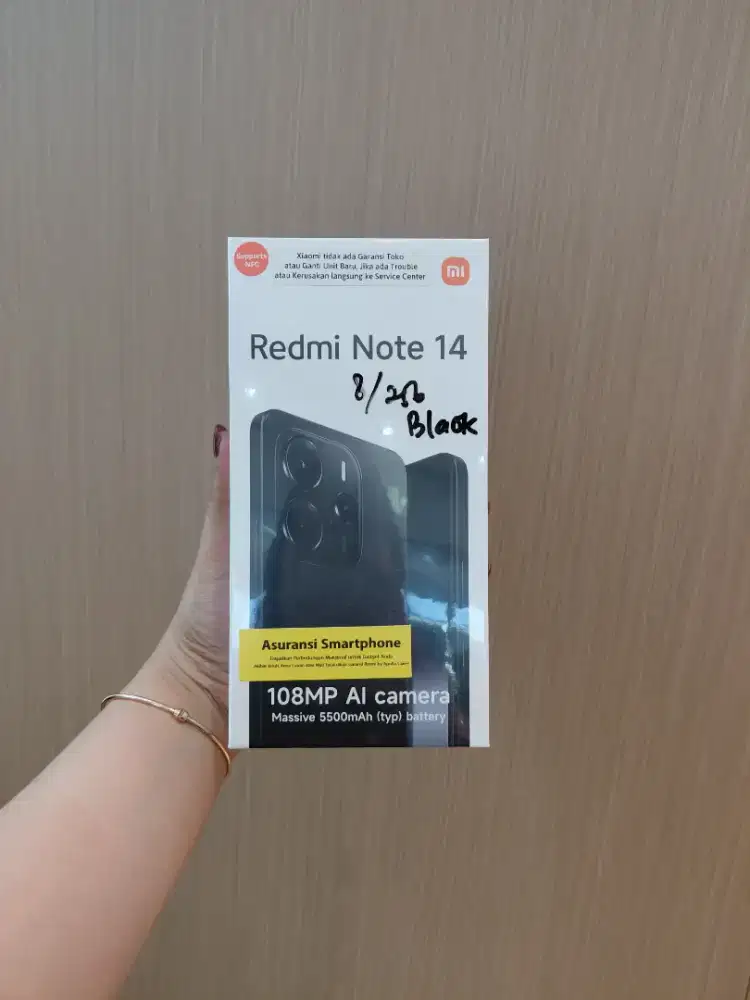 Supports
NFC
Xiaomi tidak ada Garansi Toko
atau Ganti Unit Baru, Jika ada Trouble
atau Kerusakan langsung ke Service Center
mi
Redmi Note 14
8/256
Black
Asuransi Smartphone
108MP AI camera
Massive 5500mAh (typ) battery